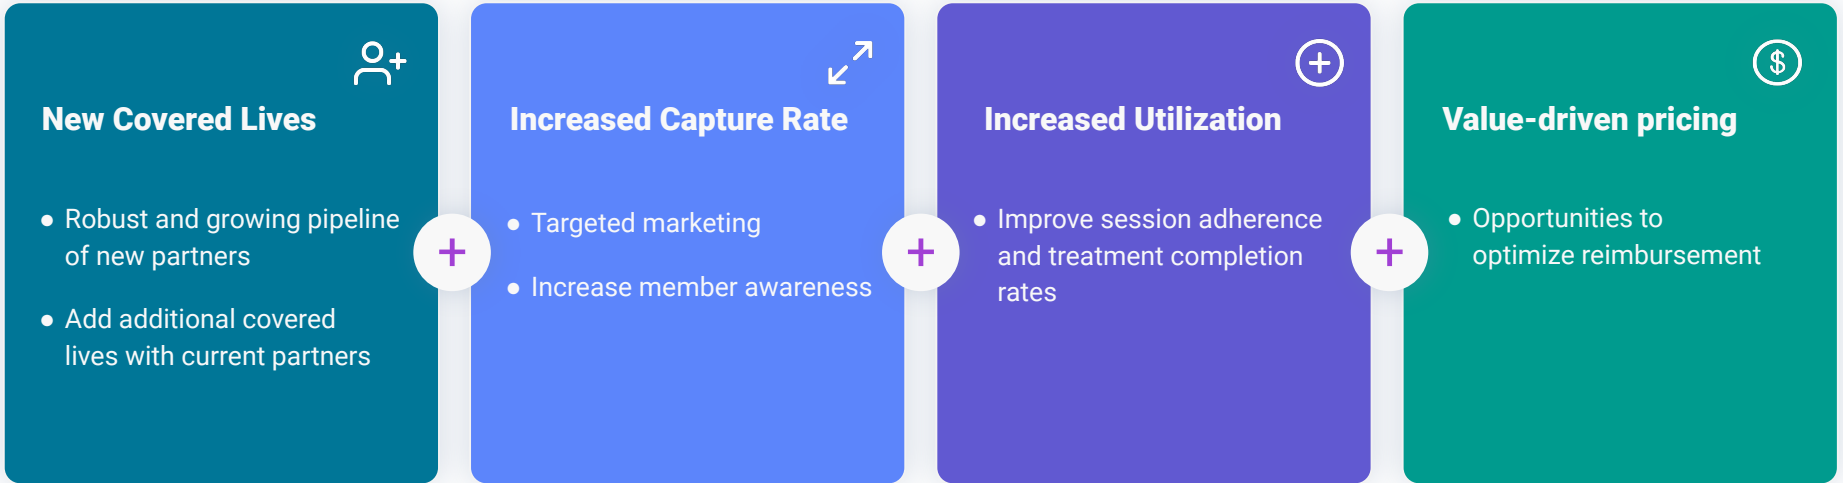 New Covered Lives
● Robust and growing pipeline
of new partners
● Add additional covered
lives with current partners
+
Increased Capture Rate
● Targeted marketing
● Increase member awareness
+
Increased Utilization
● Improve session adherence
and treatment completion
rates
+
$
Value-driven pricing
● Opportunities to
optimize reimbursement